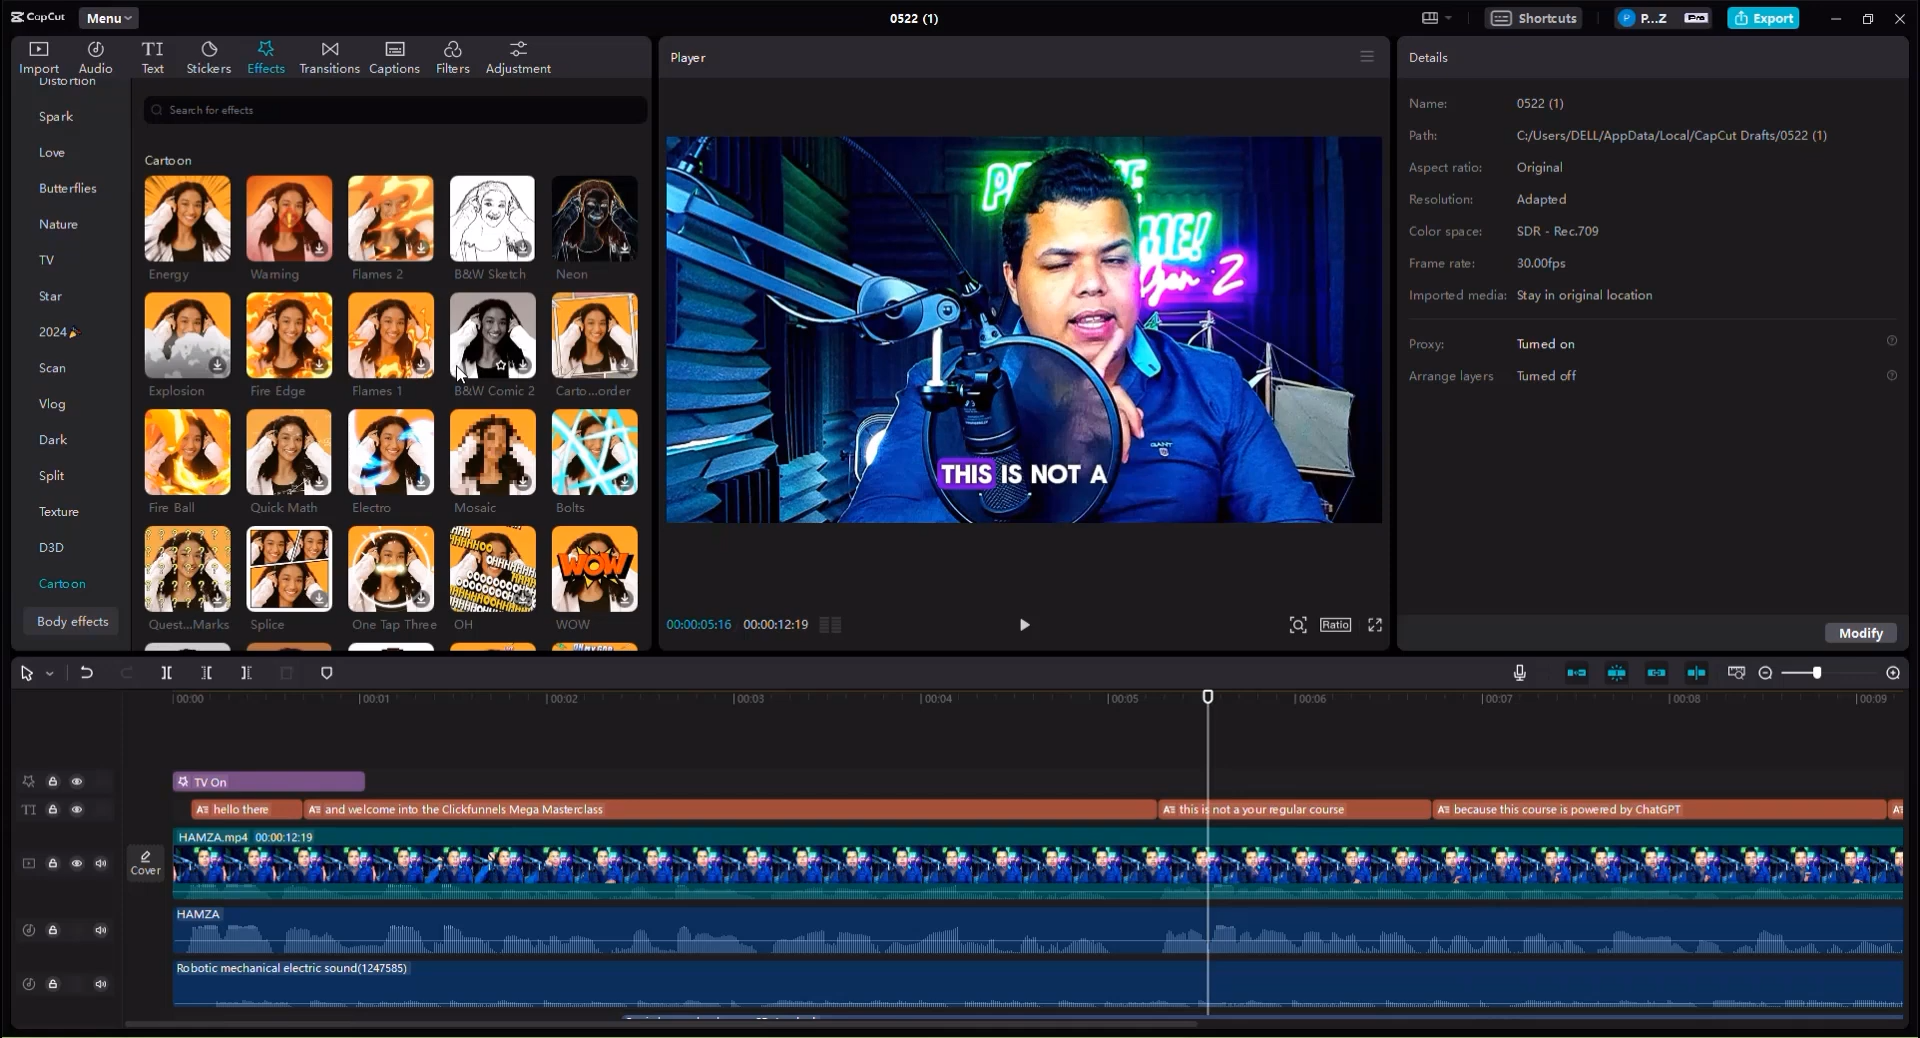 CapCut
Menu
0522 (1)
Shortcuts
P...Z
Pro
Export
Import
Audio
TI
Text
Stickers
Effects
Transitions
Captions
Filters
Adjustment
Player
Details
Distortion
Spark
Love
Butterflies
Nature
TV
Star
2024
Scan
Vlog
Dark
Split
Texture
D3D
Cartoon
Body effects
Search for effects
Cartoon
Energy
Warning
Flames 2
B&W Sketch
Neon
Explosion
Fire Edge
Flames 1
B&W Comic 2
Carto...order
Fire Ball
Quick Math
Electro
Mosaic
Bolts
WOW
Quest...Marks
Splice
One Tap Three
OH
WOW
ME!
Gen Z
GANT
THIS IS NOT A
00:00:05:16
00:00:12:19
Ratio
Name: 0522 (1)
Path: C:/Users/DELL/AppData/Local/CapCut Drafts/0522 (1)
Aspect ratio: Original
Resolution: Adapted
Color space: SDR - Rec.709
Frame rate: 30.00fps
Imported media: Stay in original location
Proxy: Turned on
Arrange layers Turned off
Modify
00:00
00:01
00:02
00:03
00:04
00:05
00:06
00:07
00:08
00:09
TV On
TI
hello there
and welcome into the Clickfunnels Mega Masterclass
this is not a your regular course
because this course is powered by ChatGPT
HAMZA.mp4 00:00:12:19
Cover
HAMZA
Robotic mechanical electric sound(1247585)